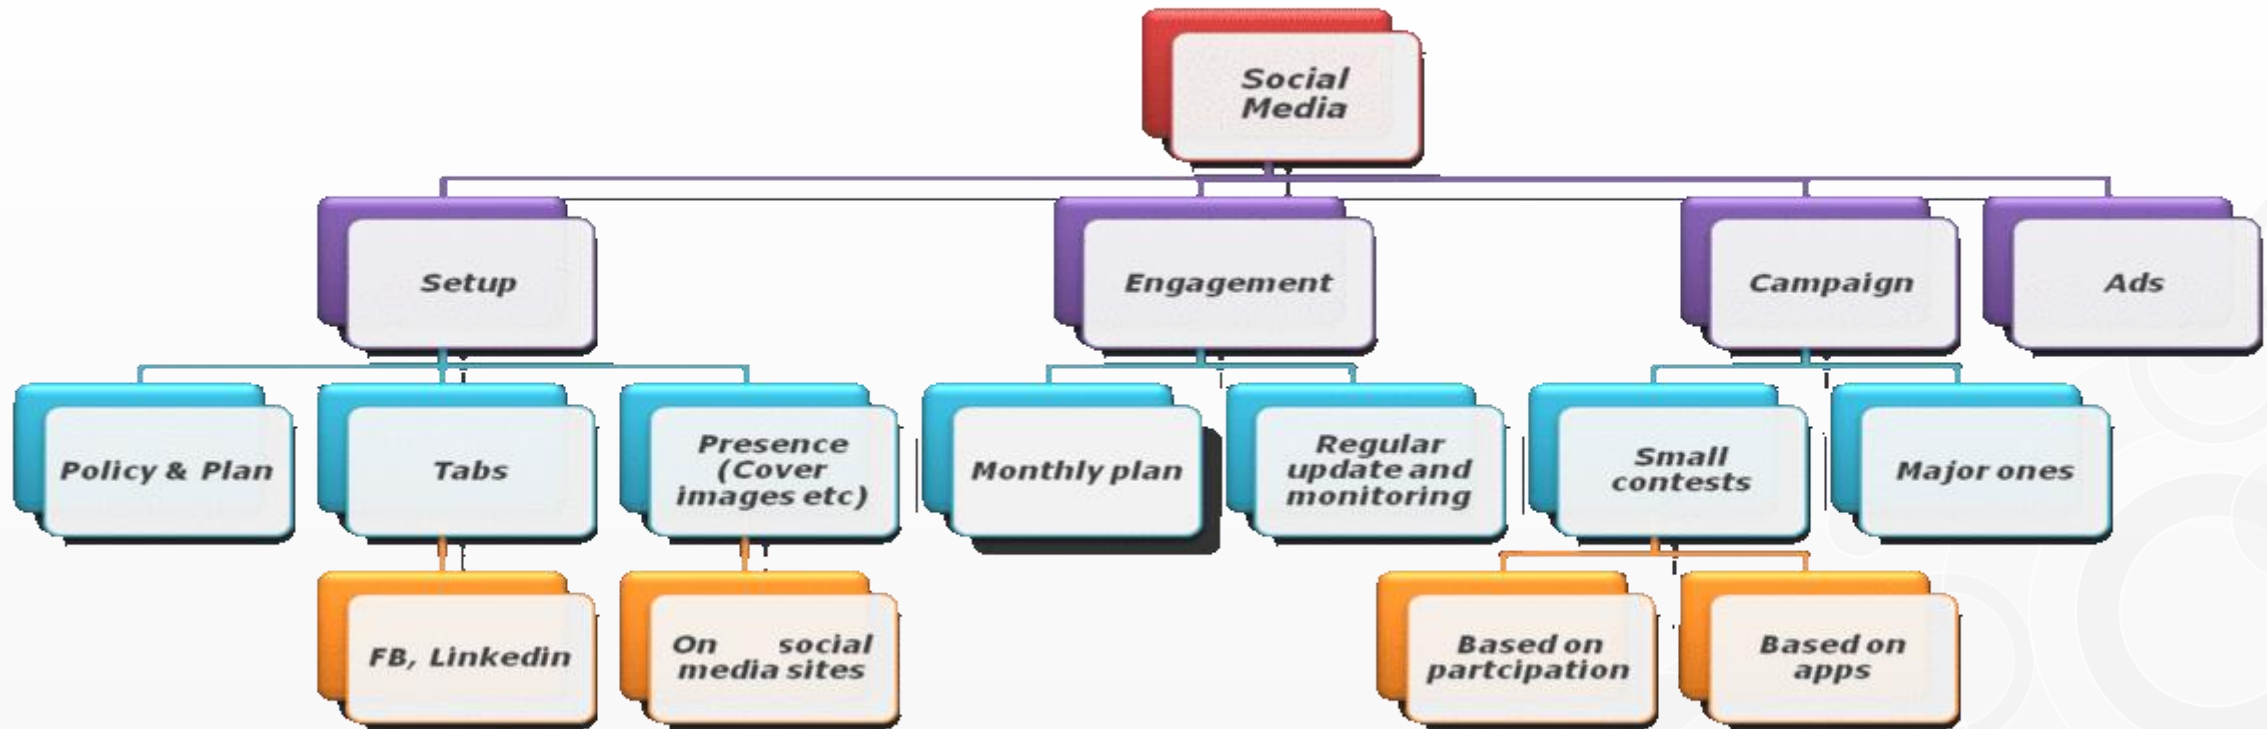 Social
Media
Setup
Engagement
Campaign
Ads
Policy & Plan
Tabs
Presence
(Cover
images etc)
Monthly plan
Regular
update and
monitoring
Small
contests
Major ones
FB, Linkedin
On social
media sites
Based on
partcipation
Based on
apps